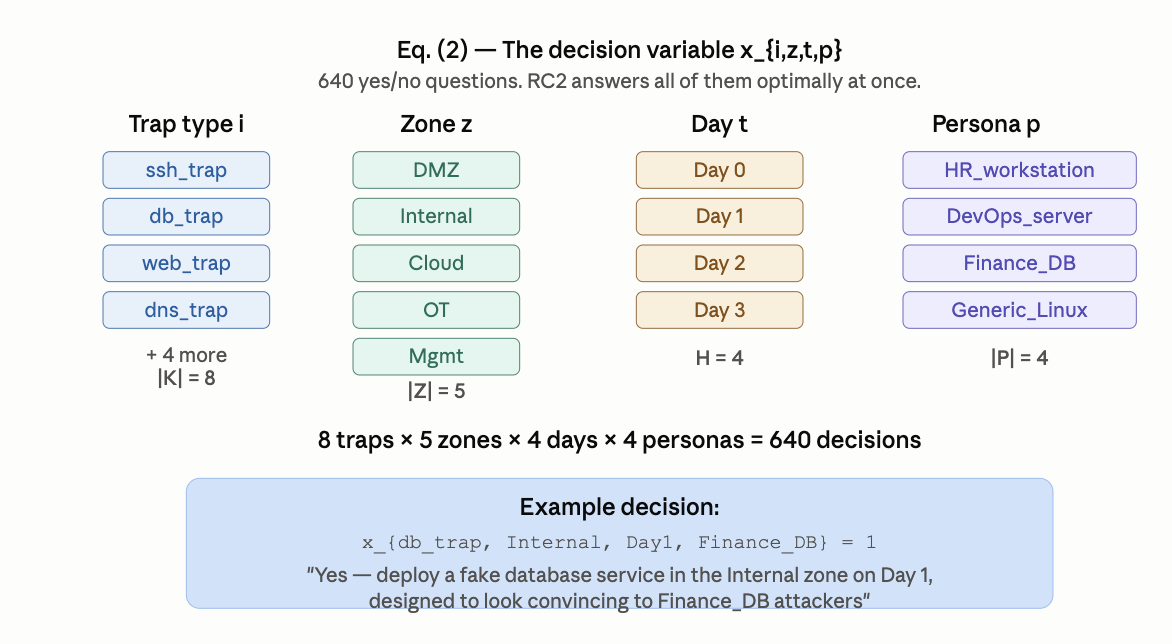 Eq. (2) — The decision variable x_{i,z,t,p}
640 yes/no questions. RC2 answers all of them optimally at once.
Trap type i
ssh_trap
db_trap
web_trap
dns_trap
+ 4 more
|K| = 8
Zone z
DMZ
Internal
Cloud
OT
Mgmt
|Z| = 5
Day t
Day 0
Day 1
Day 2
Day 3
H = 4
Persona p
HR_workstation
DevOps_server
Finance_DB
Generic_Linux
|P| = 4
8 traps × 5 zones × 4 days × 4 personas = 640 decisions
Example decision:
x_{db_trap, Internal, Day1, Finance_DB} = 1
"Yes — deploy a fake database service in the Internal zone on Day 1,
designed to look convincing to Finance_DB attackers"